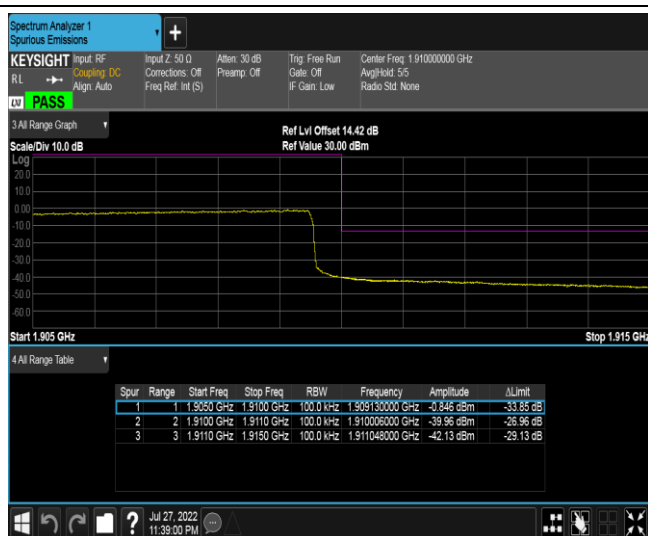 Spectrum Analyzer 1
Spurious Emissions
+
KEYSIGHT Input: RF Input Z: 50 Ω Atten: 30 dB Trig: Free Run Center Freq: 1.910000000 GHz
RL Coupling: DC Corrections: Off Preamp: Off Gate: Off Avg|Hold: 5/5
Align: Auto Freq Ref: Int (S) IF Gain: Low Radio Std: None
LXI PASS
3 All Range Graph
Ref Lvl Offset 14.42 dB
Scale/Div 10.0 dB Ref Value 30.00 dBm
Log
20.0
10.0
0.00
-10.0
-20.0
-30.0
-40.0
-50.0
-60.0
Start 1.905 GHz Stop 1.915 GHz
4 All Range Table
Spur Range Start Freq Stop Freq RBW Frequency Amplitude ΔLimit
1 1 1.9050 GHz 1.9100 GHz 100.0 kHz 1.909130000 GHz -0.846 dBm -33.85 dB
2 2 1.9100 GHz 1.9110 GHz 100.0 kHz 1.910006000 GHz -39.96 dBm -26.96 dB
3 3 1.9110 GHz 1.9150 GHz 100.0 kHz 1.911048000 GHz -42.13 dBm -29.13 dB
? Jul 27, 2022
11:39:00 PM